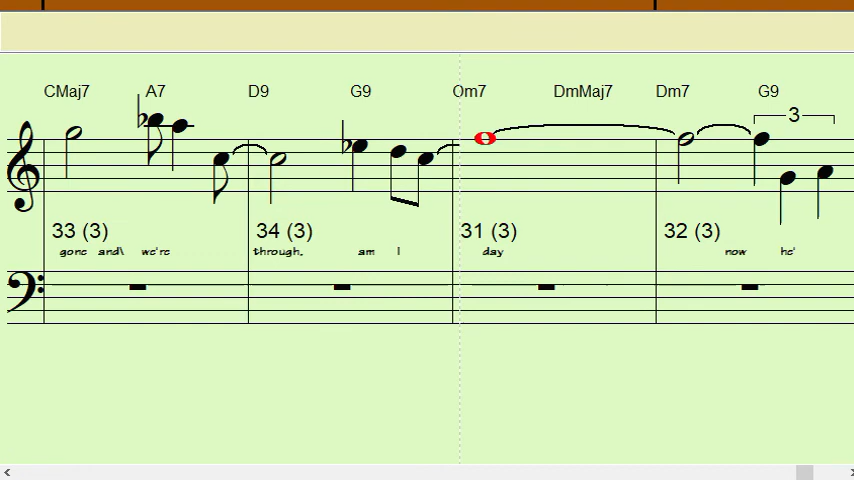 CMaj7 A7 D9 G9 Dm7 DmMaj7 Dm7 G9
3
33 (3) 34 (3) 31 (3) 32 (3)
gone and\ we're through, am I day now he'